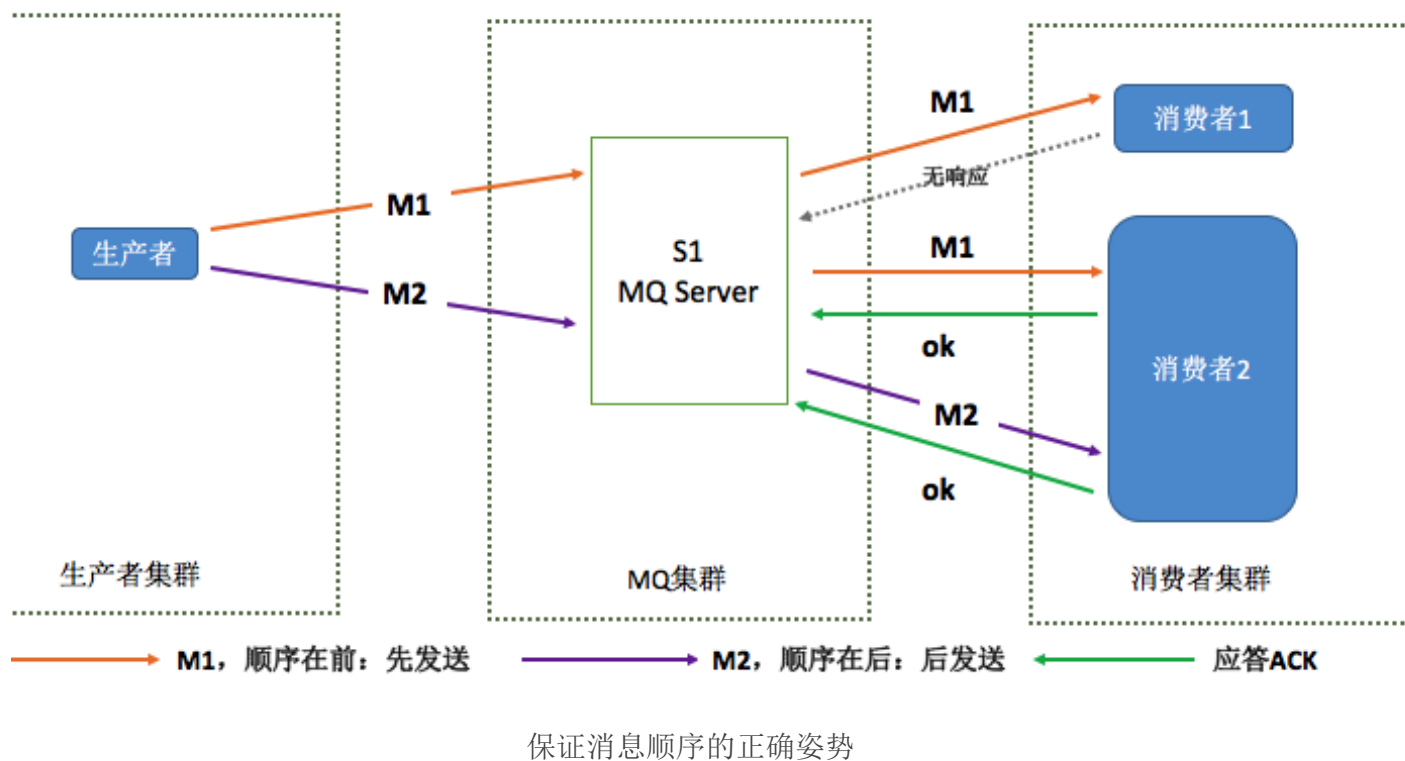 M1
消费者1
无响应
M1
生产者
M2
S1
MQ Server
M1
ok
消费者2
M2
ok
生产者集群
MQ集群
消费者集群
M1，顺序在前：先发送
M2，顺序在后：后发送
应答ACK
保证消息顺序的正确姿势